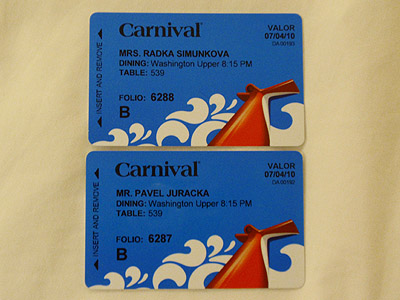 Carnival
VALOR
07/04/10
DA00193
MRS. RADKA SIMUNKOVA
DINING: Washington Upper 8:15 PM
TABLE: 539
FOLIO: 6288
B
INSERT AND REMOVE
Carnival
VALOR
07/04/10
DA00192
MR. PAVEL JURACKA
DINING: Washington Upper 8:15 PM
TABLE: 539
FOLIO: 6287
B
INSERT AND REMOVE